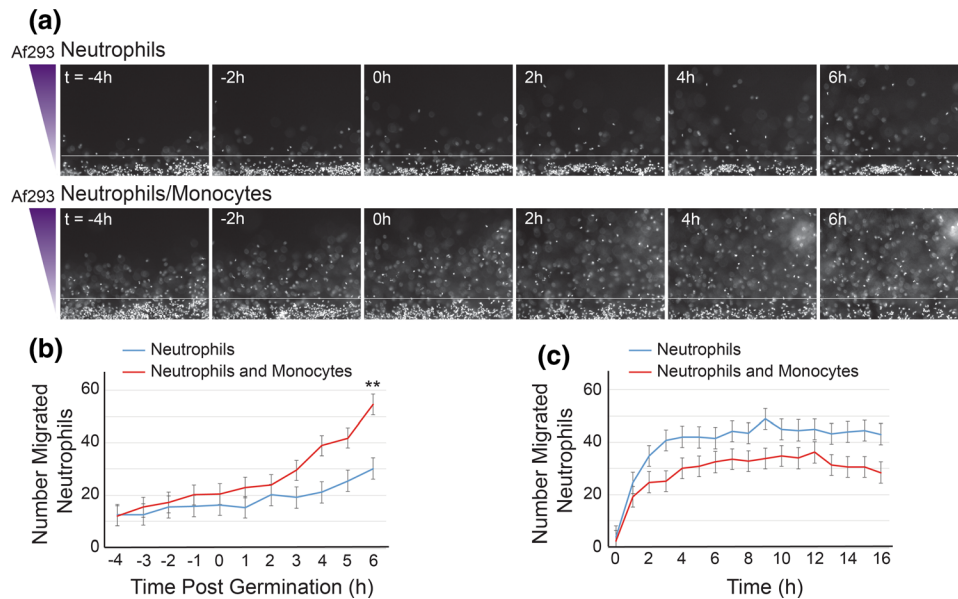 (a)
Af293 Neutrophils
t = -4h -2h 0h 2h 4h 6h
Af293 Neutrophils/Monocytes
t = -4h -2h 0h 2h 4h 6h
(b)
Neutrophils
Neutrophils and Monocytes
**
60
40
20
0
Number Migrated
Neutrophils
-4 -3 -2 -1 0 1 2 3 4 5 6
Time Post Germination (h)
(c)
Neutrophils
Neutrophils and Monocytes
60
50
40
30
20
10
0
Number Migrated
Neutrophils
0 2 4 6 8 10 12 14 16
Time (h)